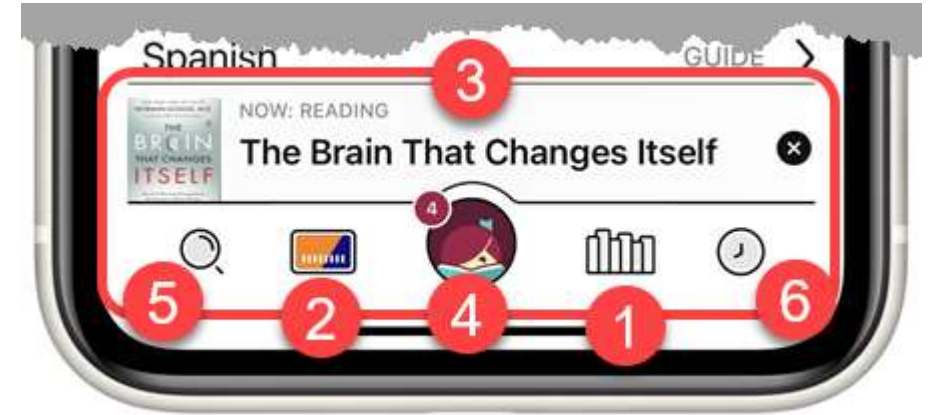 Spanish
GUIDE
3
NOW: READING
The Brain That Changes Itself
THE
BRAIN
THAT CHANGES
ITSELF
4
5
2
4
1
6